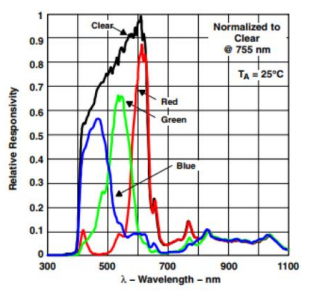 Normalized to
Clear
@ 755 nm
T_A = 25°C
Clear
Red
Green
Blue
Relative Responsivity
1
0.9
0.8
0.7
0.6
0.5
0.4
0.3
0.2
0.1
0
300 500 700 900 1100
λ – Wavelength – nm